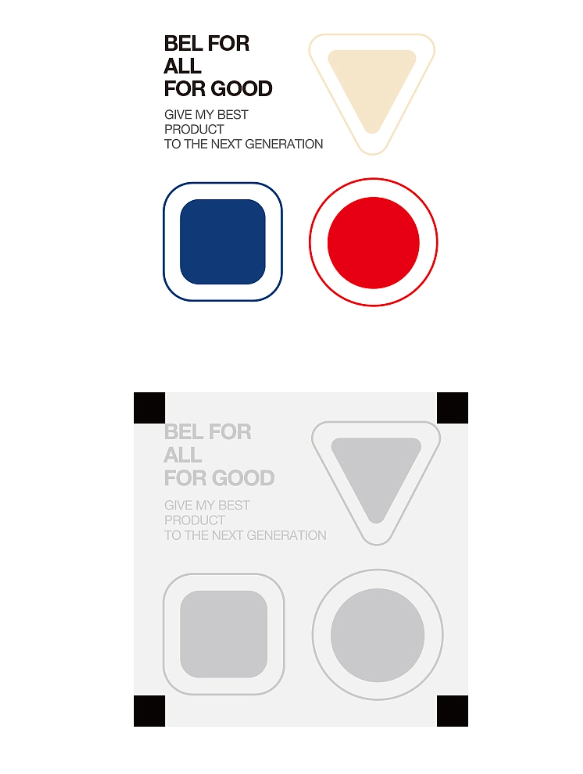 BEL FOR
ALL
FOR GOOD
GIVE MY BEST
PRODUCT
TO THE NEXT GENERATION
BEL FOR
ALL
FOR GOOD
GIVE MY BEST
PRODUCT
TO THE NEXT GENERATION